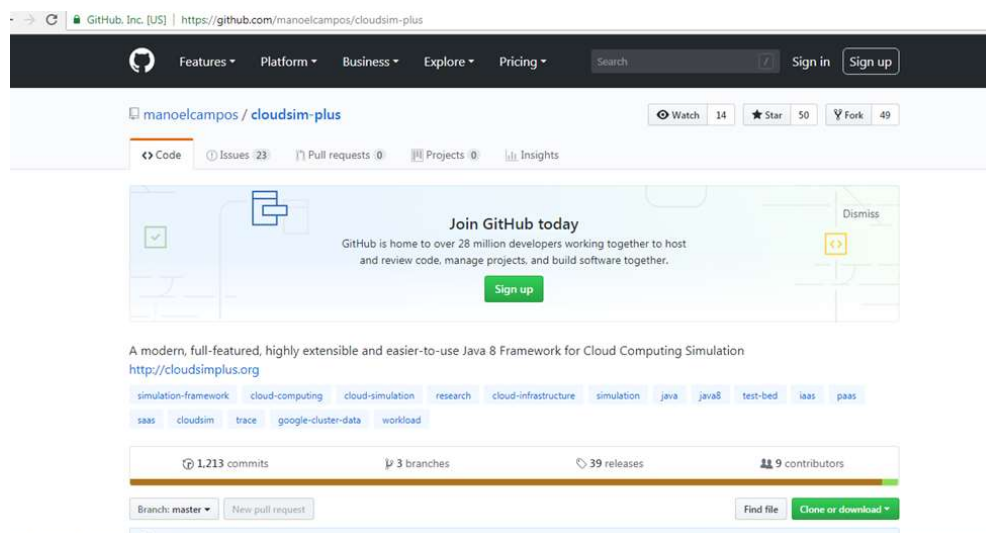 GitHub, Inc. [US] | https://github.com/manoelcampos/cloudsim-plus
Features Platform Business Explore Pricing Search / Sign in Sign up
manoelcampos / cloudsim-plus Watch 14 Star 50 Fork 49
Code Issues 23 Pull requests 0 Projects 0 Insights
Join GitHub today
Dismiss
GitHub is home to over 28 million developers working together to host
and review code, manage projects, and build software together.
Sign up
A modern, full-featured, highly extensible and easier-to-use Java 8 Framework for Cloud Computing Simulation
http://cloudsimplus.org
simulation-framework cloud-computing cloud-simulation research cloud-infrastructure simulation java java8 test-bed iaas paas
saas cloudsim trace google-cluster-data workload
1,213 commits 3 branches 39 releases 9 contributors
Branch: master New pull request Find file Clone or download